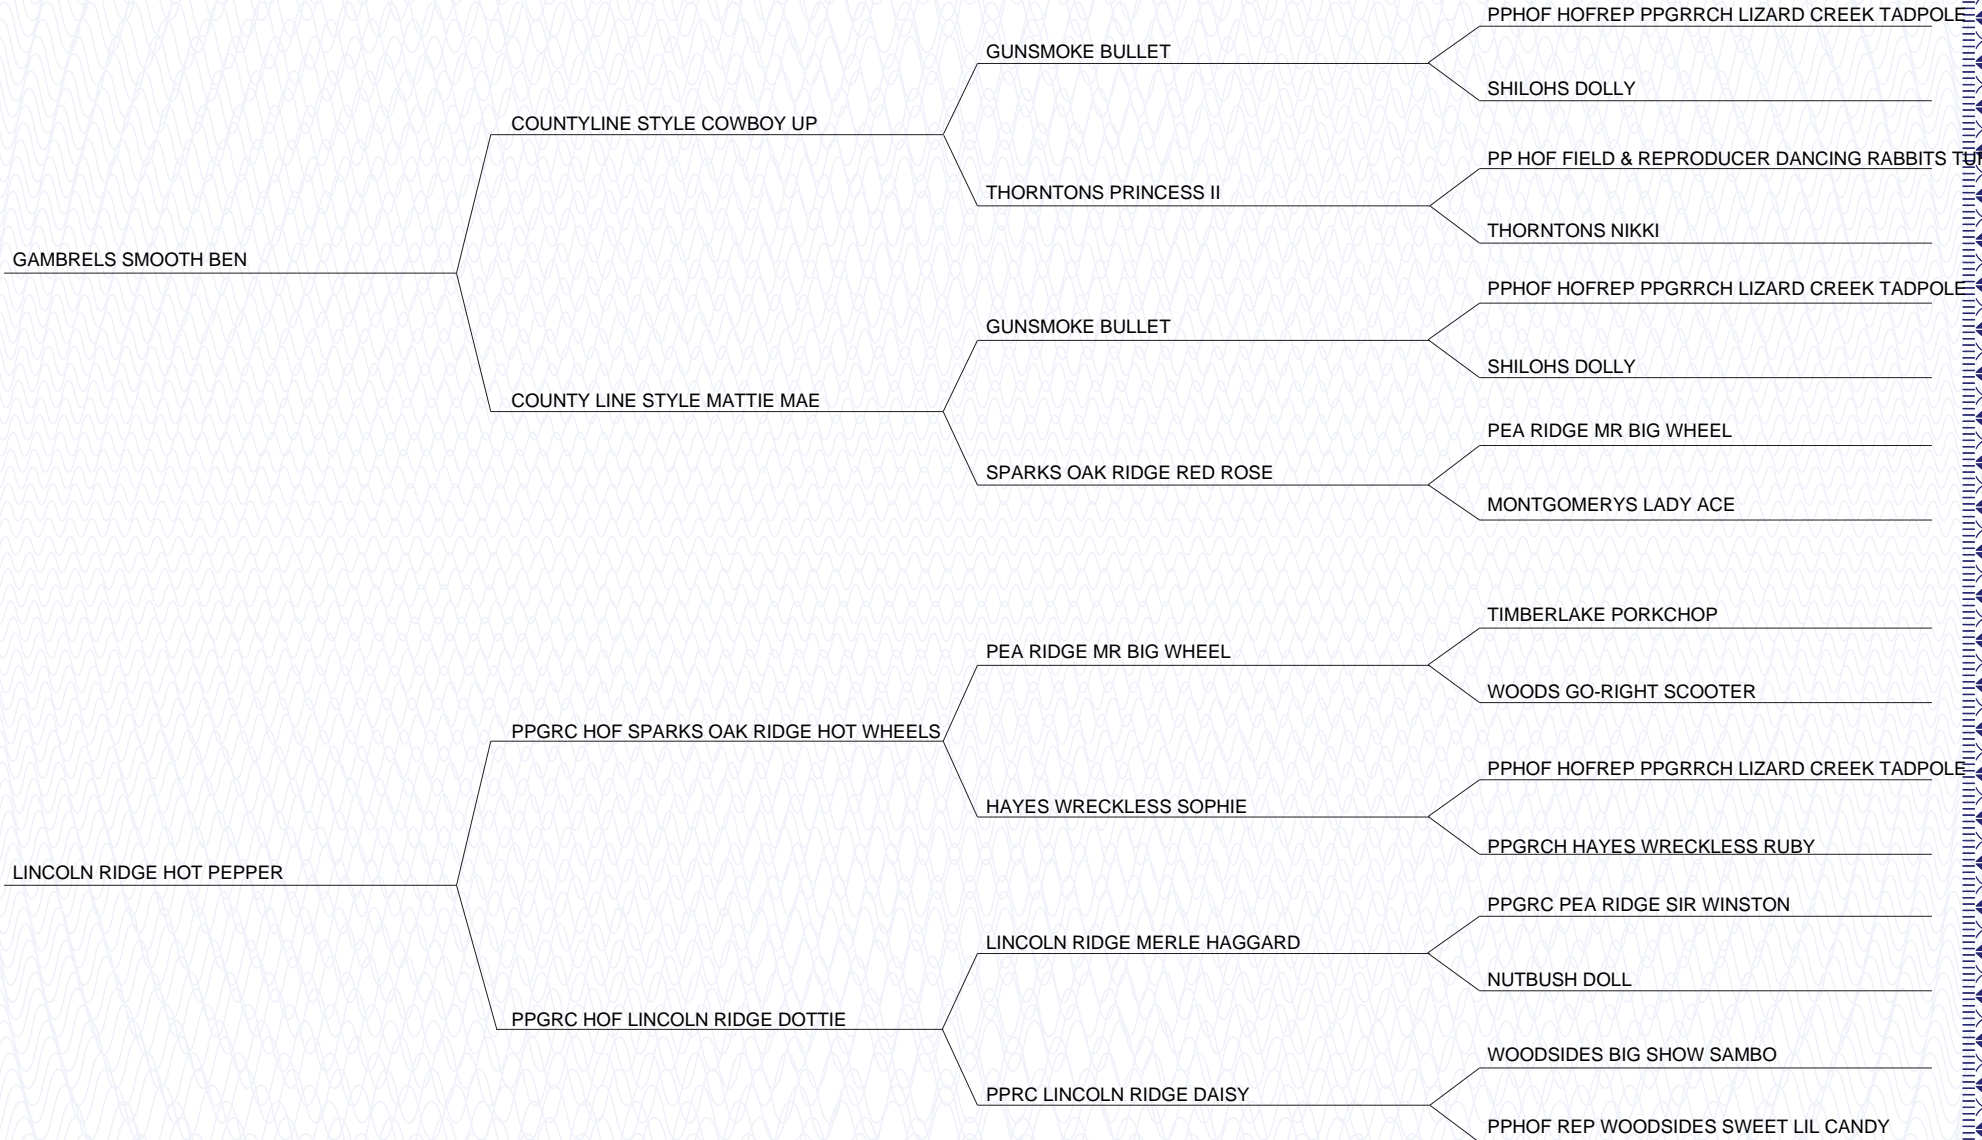 PPHOF HOFREP PPGRRCH LIZARD CREEK TADPOLE
GUNSMOKE BULLET
SHILOHS DOLLY
COUNTYLINE STYLE COWBOY UP
PP HOF FIELD & REPRODUCER DANCING RABBITS
THORNTONS PRINCESS II
THORNTONS NIKKI
GAMBRELS SMOOTH BEN
PPHOF HOFREP PPGRRCH LIZARD CREEK TADPOLE
GUNSMOKE BULLET
SHILOHS DOLLY
COUNTY LINE STYLE MATTIE MAE
PEA RIDGE MR BIG WHEEL
SPARKS OAK RIDGE RED ROSE
MONTGOMERYS LADY ACE
TIMBERLAKE PORKCHOP
PEA RIDGE MR BIG WHEEL
WOODS GO-RIGHT SCOOTER
PPGRC HOF SPARKS OAK RIDGE HOT WHEELS
PPHOF HOFREP PPGRRCH LIZARD CREEK TADPOLE
HAYES WRECKLESS SOPHIE
PPGRCH HAYES WRECKLESS RUBY
LINCOLN RIDGE HOT PEPPER
PPGRC PEA RIDGE SIR WINSTON
LINCOLN RIDGE MERLE HAGGARD
NUTBUSH DOLL
PPGRC HOF LINCOLN RIDGE DOTTIE
WOODSIDES BIG SHOW SAMBO
PPRC LINCOLN RIDGE DAISY
PPHOF REP WOODSIDES SWEET LIL CANDY